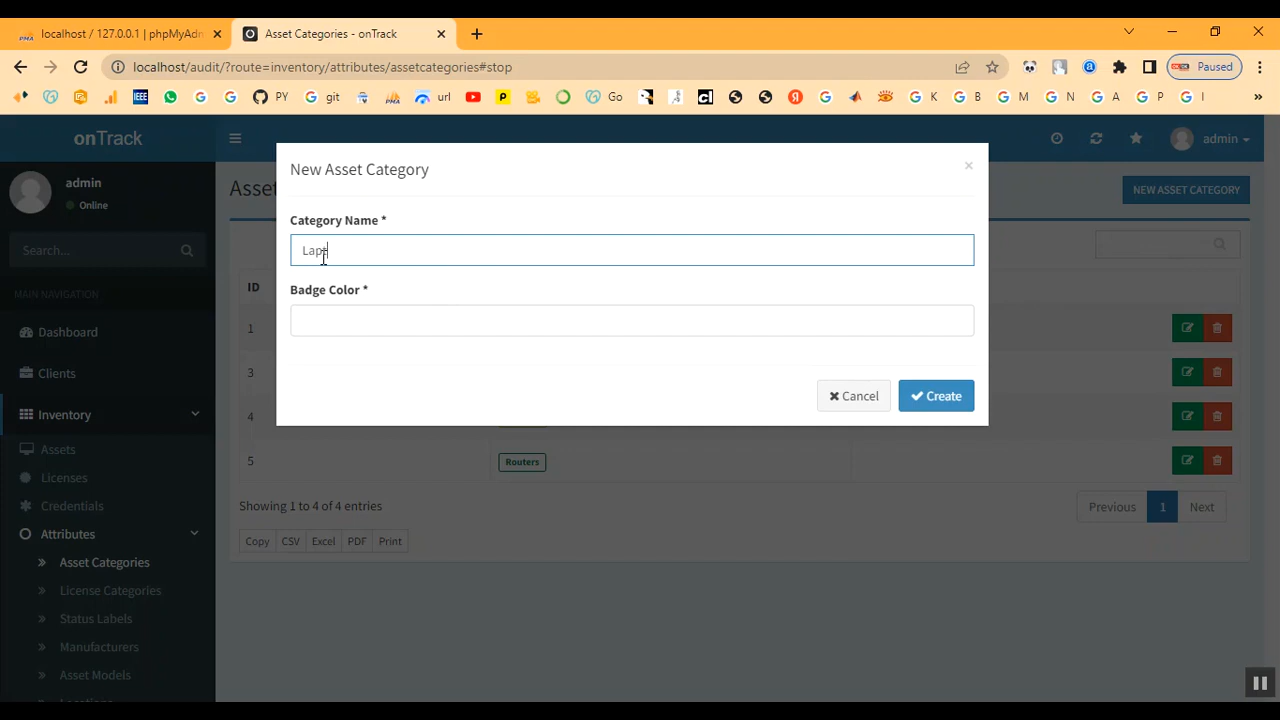 localhost / 127.0.0.1 | phpMyAdn
Asset Categories - onTrack
localhost/audit/?route=inventory/attributes/assetcategories#stop
Paused
PY
git
url
Go
K
B
M
N
A
P
I
onTrack
admin
admin
Online
Search...
MAIN NAVIGATION
Dashboard
Clients
Inventory
Assets
Licenses
Credentials
Attributes
Asset Categories
License Categories
Status Labels
Manufacturers
Asset Models
Asset
NEW ASSET CATEGORY
New Asset Category
×
Category Name *
Badge Color *
Cancel
Create
ID
1
3
4
5
Routers
Showing 1 to 4 of 4 entries
Previous
1
Next
Copy
CSV
Excel
PDF
Print